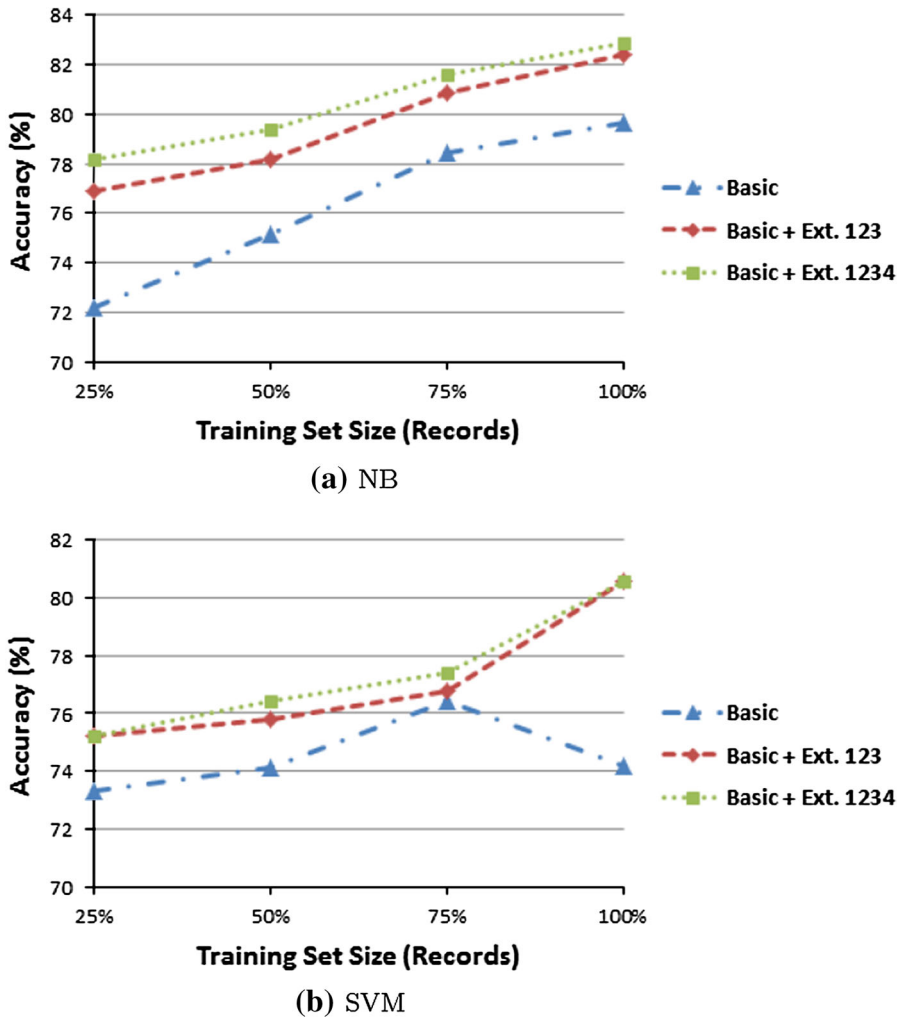 84
82
80
78
76
74
72
70
Accuracy (%)
25% 50% 75% 100%
Training Set Size (Records)
Basic
Basic + Ext. 123
Basic + Ext. 1234
(a) NB
82
80
78
76
74
72
70
Accuracy (%)
25% 50% 75% 100%
Training Set Size (Records)
Basic
Basic + Ext. 123
Basic + Ext. 1234
(b) SVM